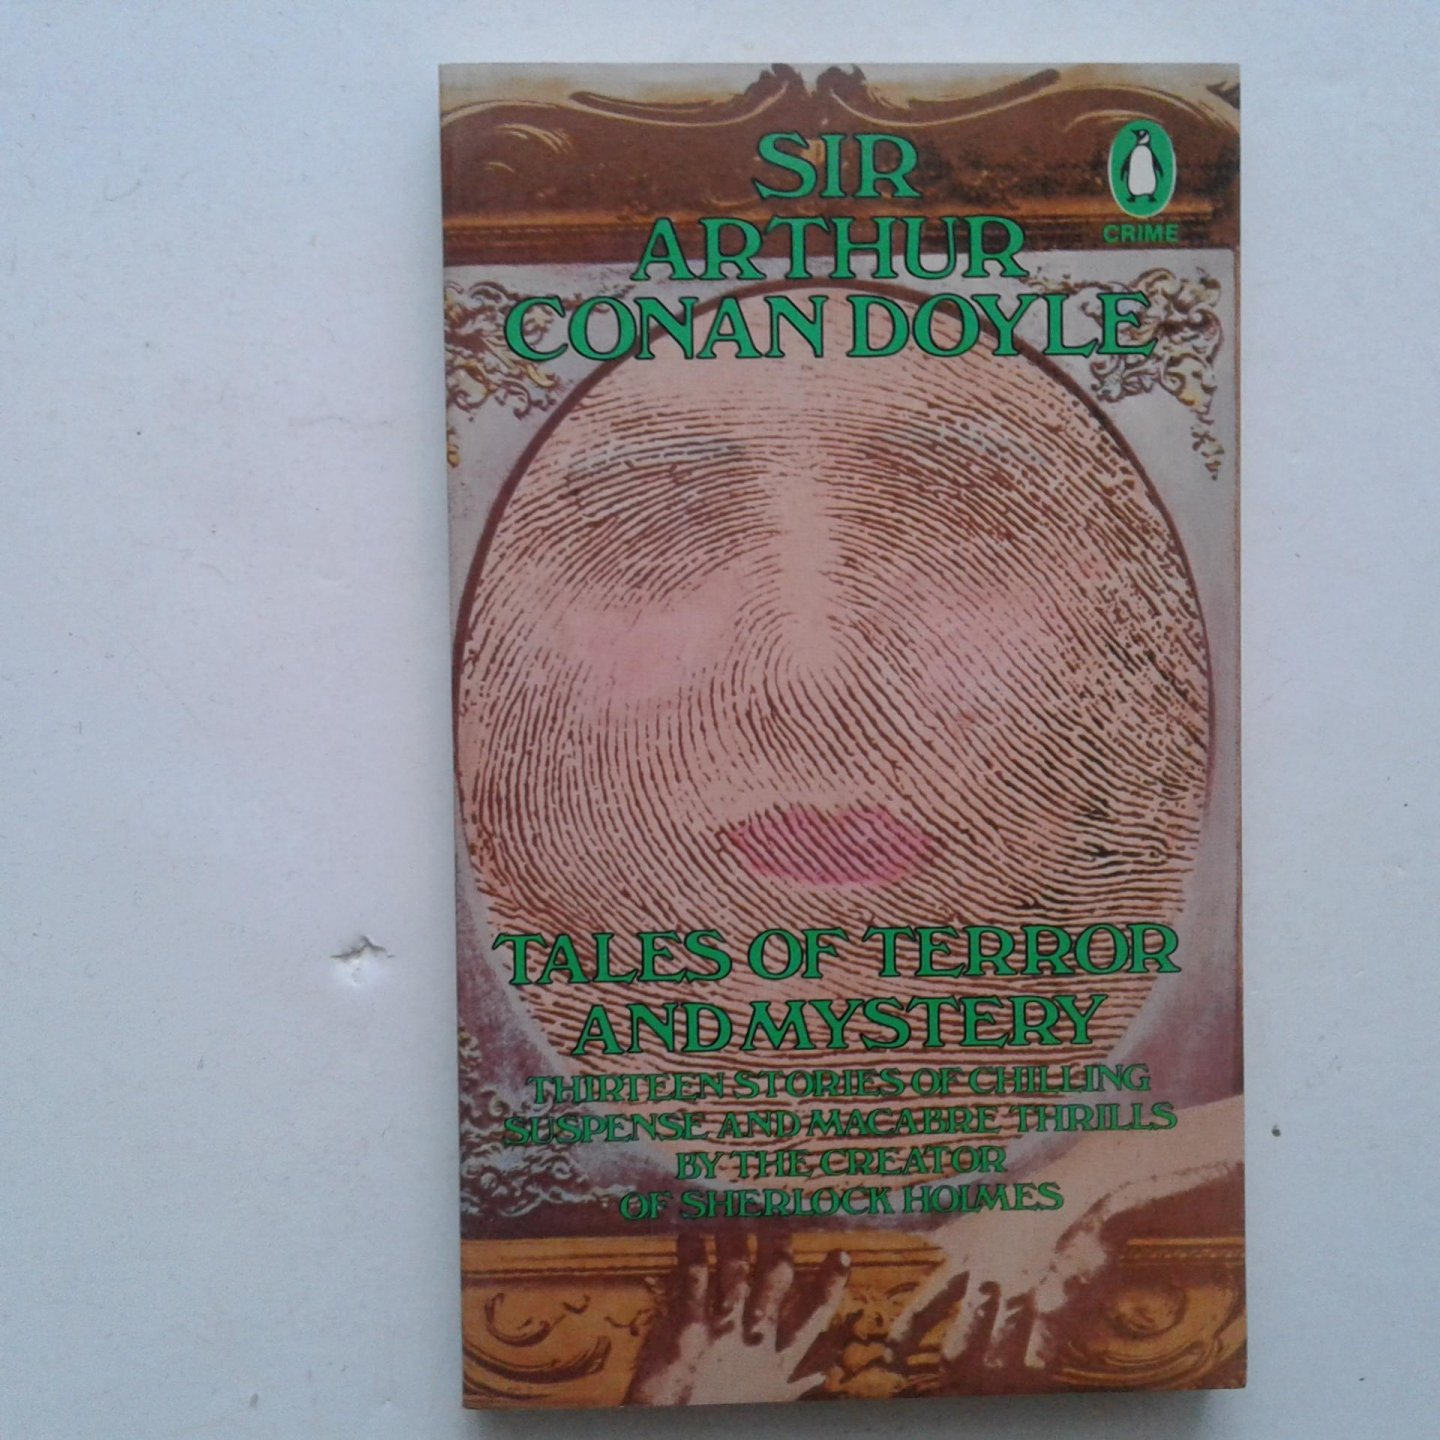 SIR
ARTHUR
CONAN DOYLE
CRIME
TALES OF TERROR
AND MYSTERY
THIRTEEN STORIES OF CHILLING
SUSPENSE AND MACABRE THRILLS
BY THE CREATOR
OF SHERLOCK HOLMES